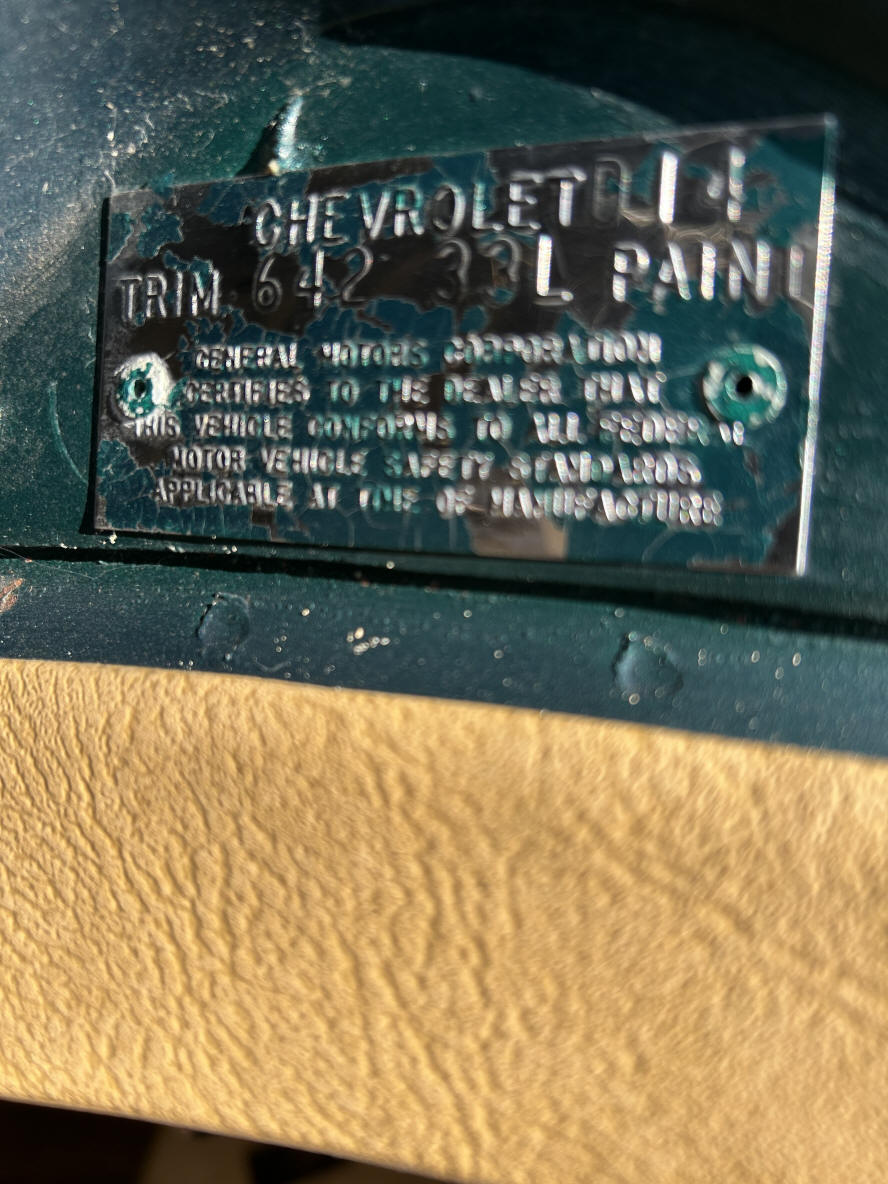 CHEVROLET D11
TRIM 642 33L PAINT
GENERAL MOTORS CORPORATION
CERTIFIES TO THE DEALER THAT
THIS VEHICLE CONFORMS TO ALL FEDERAL
MOTOR VEHICLE SAFETY STANDARDS
APPLICABLE AT TIME OF MANUFACTURE